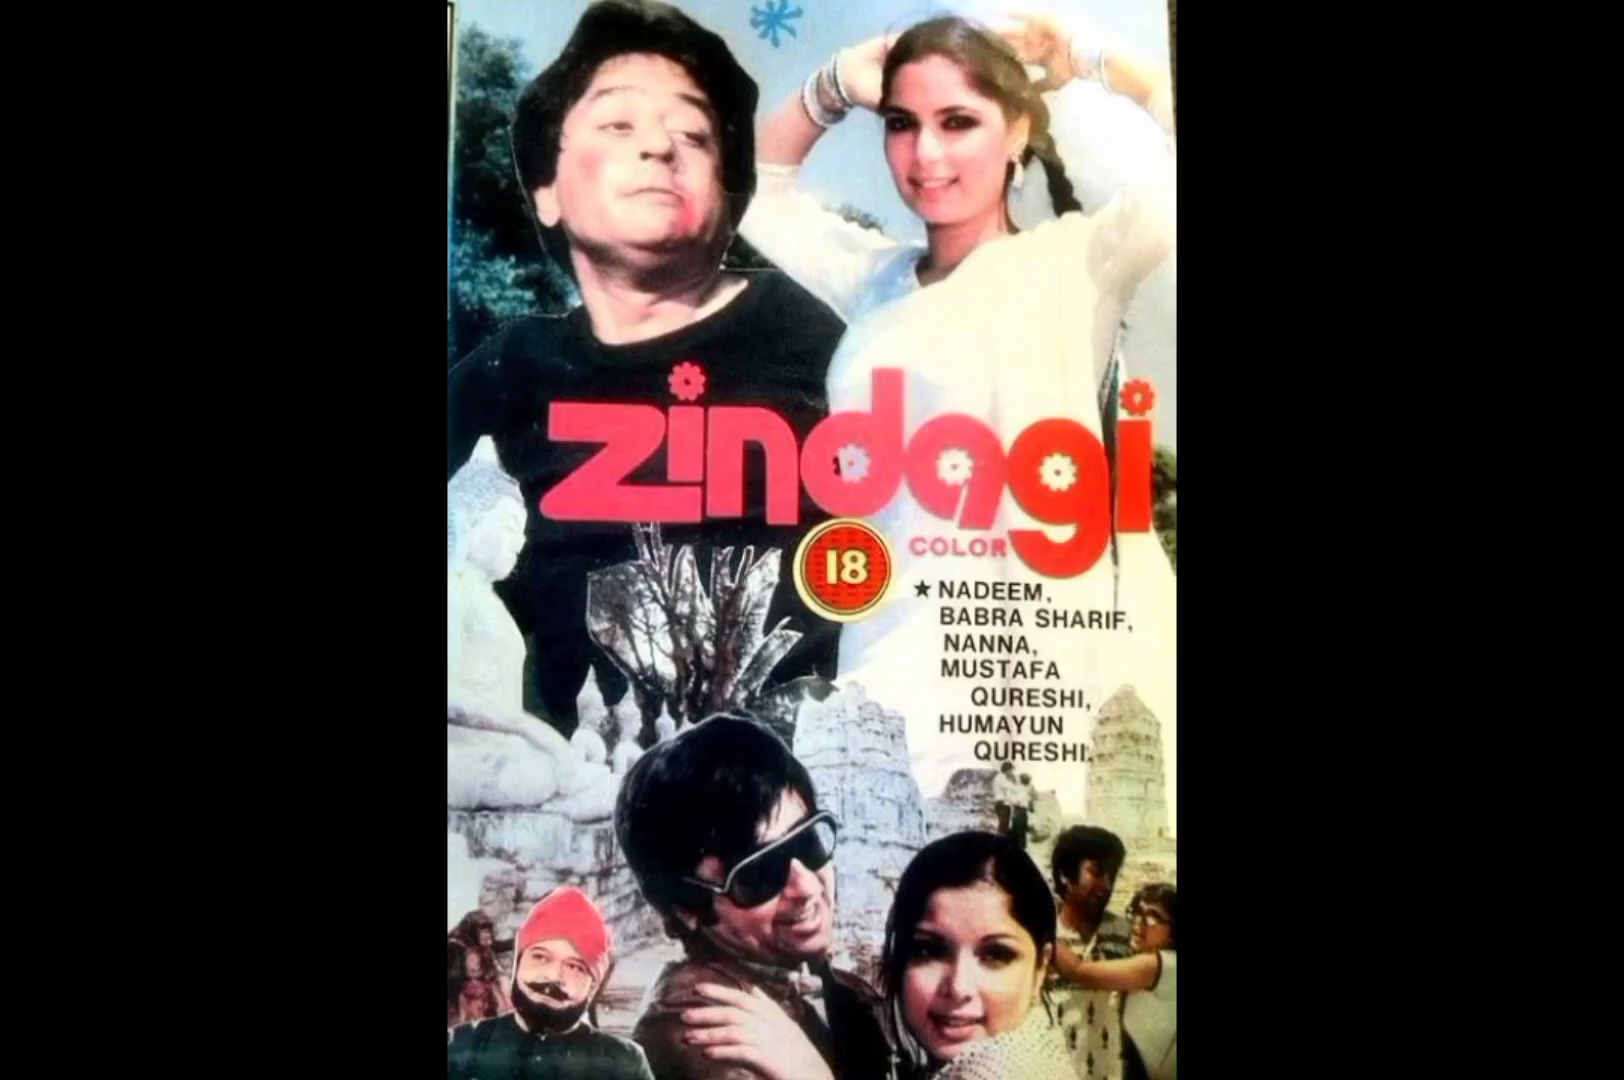 zindagi
18
COLOR
★ NADEEM,
BABRA SHARIF,
NANNA,
MUSTAFA
QURESHI,
HUMAYUN
QURESHI.